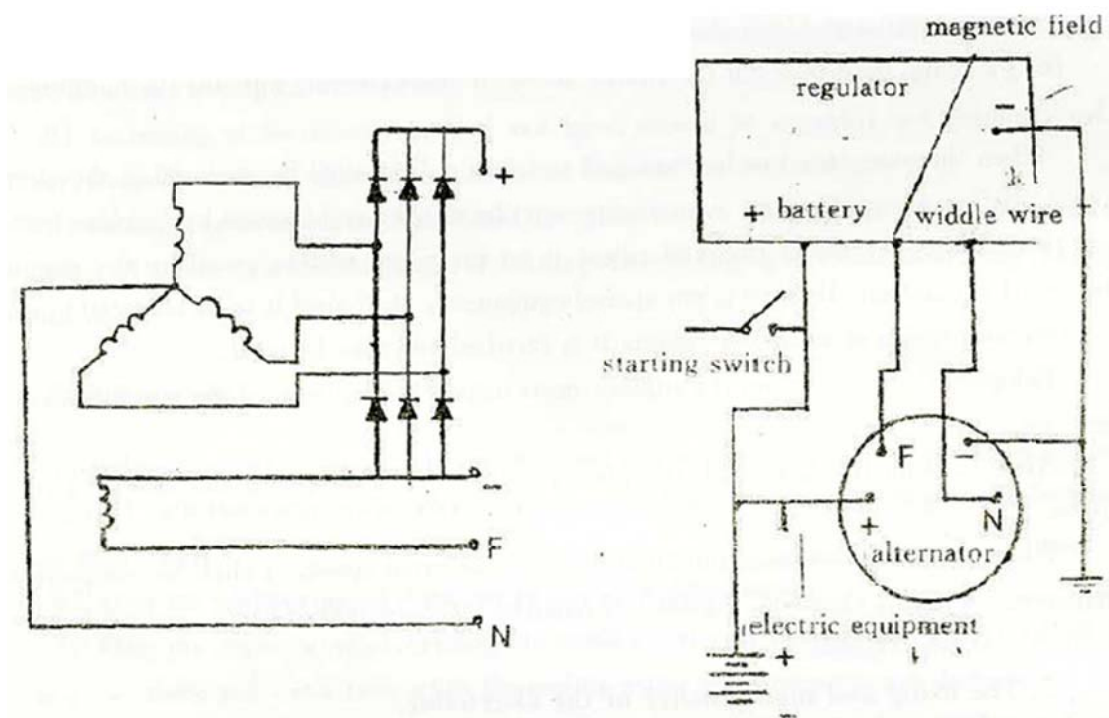 magnetic field
regulator
−
+ battery
widdle wire
+
starting switch
−
F
F
−
+
N
alternator
N
electric equipment
+
−